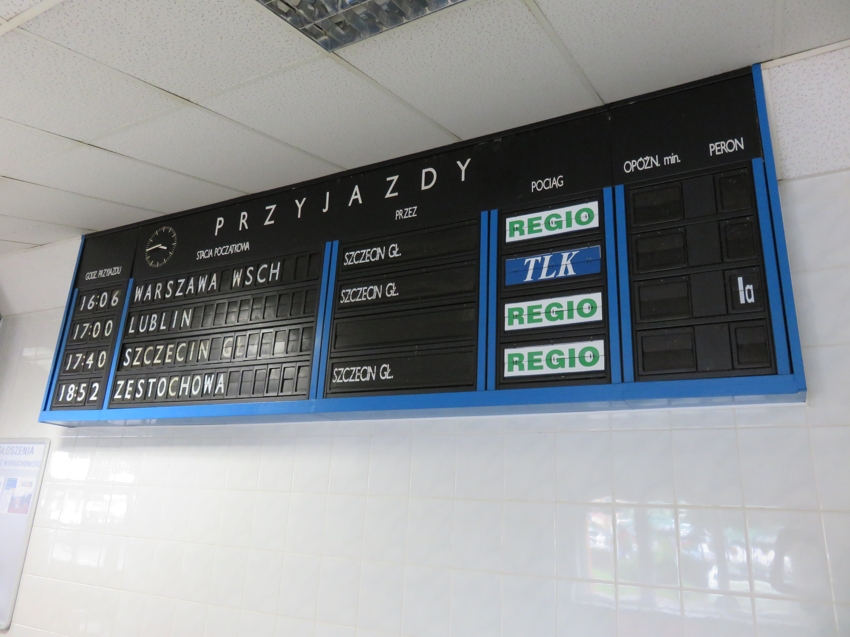 PRZYJAZDY
GODZ. PRZYJAZDU STACJA POCZĄTKOWA PRZEZ POCIĄG OPÓŹN. min. PERON
16:06 WARSZAWA WSCH SZCZECIN GŁ. REGIO
17:00 LUBLIN SZCZECIN GŁ. TLK
17:40 SZCZECIN GŁ REGIO Ia
18:52 ZESTOCHOWA SZCZECIN GŁ. REGIO